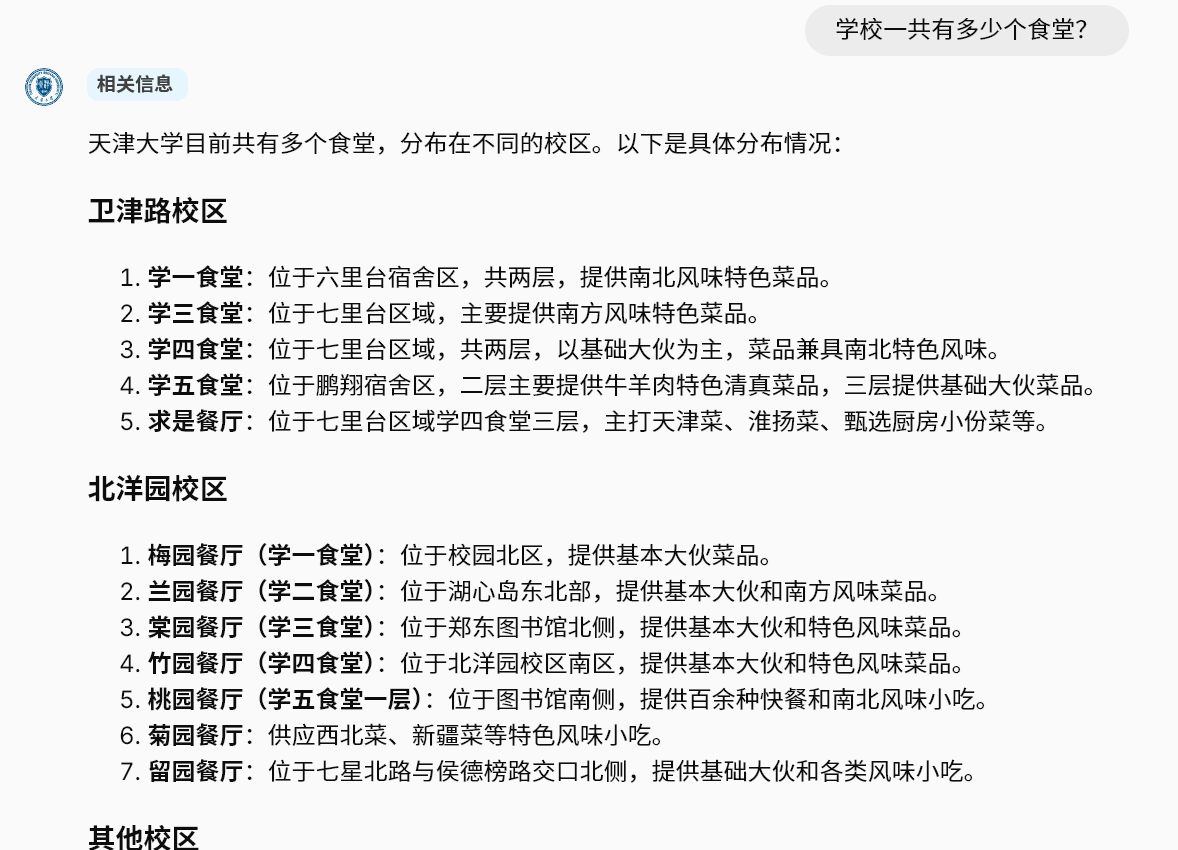 学校一共有多少个食堂?
相关信息
天津大学目前共有多个食堂，分布在不同的校区。以下是具体分布情况：
卫津路校区
1. 学一食堂：位于六里台宿舍区，共两层，提供南北风味特色菜品。
2. 学三食堂：位于七里台区域，主要提供南方风味特色菜品。
3. 学四食堂：位于七里台区域，共两层，以基础大伙为主，菜品兼具南北特色风味。
4. 学五食堂：位于鹏翔宿舍区，二层主要提供牛羊肉特色清真菜品，三层提供基础大伙菜品。
5. 求是餐厅：位于七里台区域学四食堂三层，主打天津菜、淮扬菜、甄选厨房小份菜等。
北洋园校区
1. 梅园餐厅（学一食堂）：位于校园北区，提供基本大伙菜品。
2. 兰园餐厅（学二食堂）：位于湖心岛东北部，提供基本大伙和南方风味菜品。
3. 棠园餐厅（学三食堂）：位于郑东图书馆北侧，提供基本大伙和特色风味菜品。
4. 竹园餐厅（学四食堂）：位于北洋园校区南区，提供基本大伙和特色风味菜品。
5. 桃园餐厅（学五食堂一层）：位于图书馆南侧，提供百余种快餐和南北风味小吃。
6. 菊园餐厅：供应西北菜、新疆菜等特色风味小吃。
7. 留园餐厅：位于七星北路与侯德榜路交口北侧，提供基础大伙和各类风味小吃。
其他校区